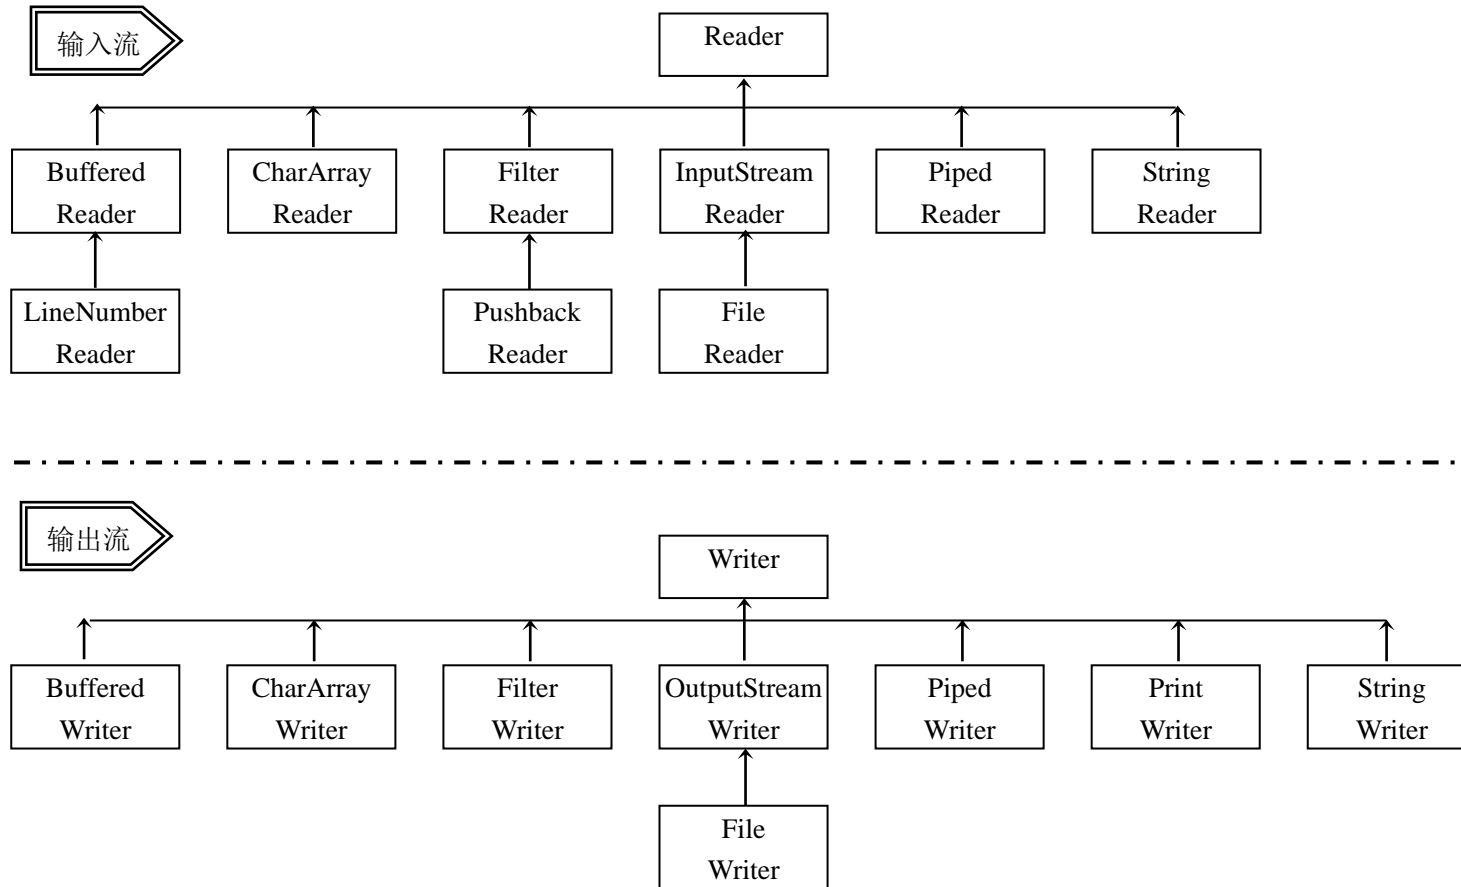 输入流
Reader
Buffered
Reader
CharArray
Reader
Filter
Reader
InputStream
Reader
Piped
Reader
String
Reader
LineNumber
Reader
Pushback
Reader
File
Reader
输出流
Writer
Buffered
Writer
CharArray
Writer
Filter
Writer
OutputStream
Writer
Piped
Writer
Print
Writer
String
Writer
File
Writer